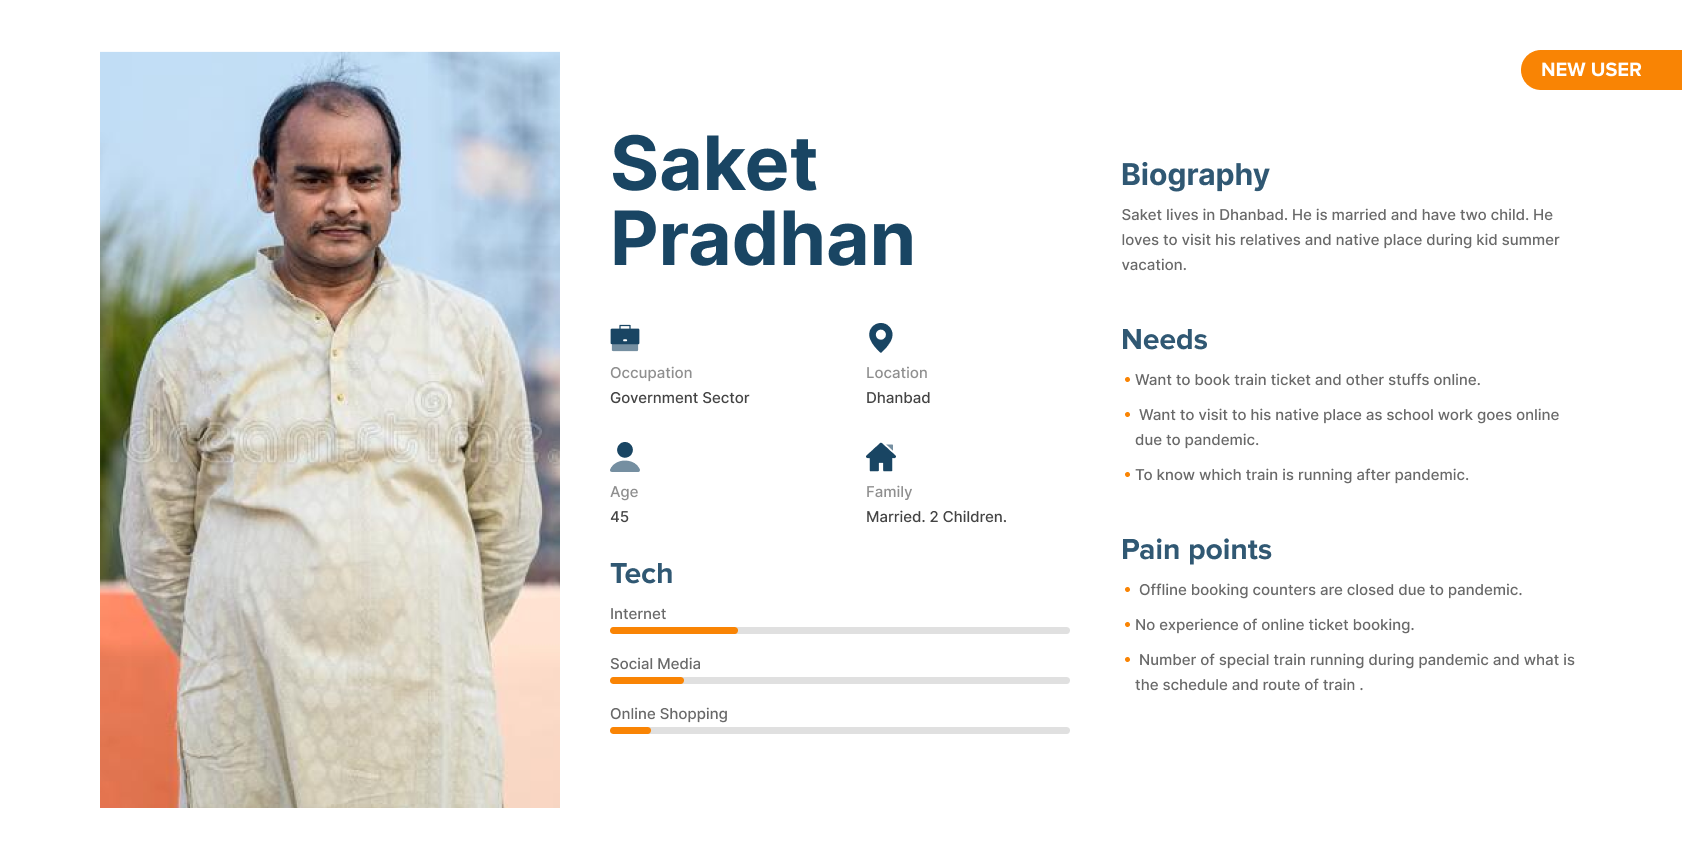 NEW USER
Saket
Pradhan
Occupation
Government Sector
Location
Dhanbad
Age
45
Family
Married. 2 Children.
Tech
Internet
Social Media
Online Shopping
Biography
Saket lives in Dhanbad. He is married and have two child. He
loves to visit his relatives and native place during kid summer
vacation.
Needs
• Want to book train ticket and other stuffs online.
• Want to visit to his native place as school work goes online
due to pandemic.
• To know which train is running after pandemic.
Pain points
• Offline booking counters are closed due to pandemic.
• No experience of online ticket booking.
• Number of special train running during pandemic and what is
the schedule and route of train .
dreamstime